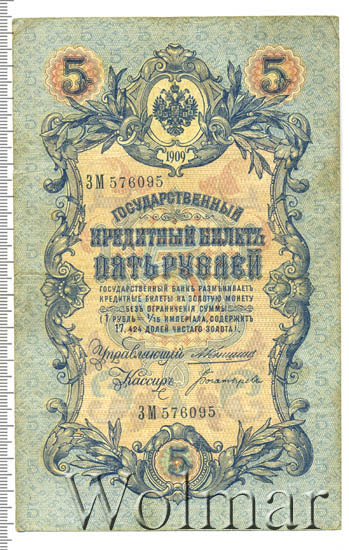 5 5
1909
ЗМ 576095
ГОСУДАРСТВЕННЫЙ
КРЕДИТНЫЙ БИЛЕТЪ
ПЯТЬ РУБЛЕЙ
ГОСУДАРСТВЕННЫЙ БАНКЪ РАЗМѢНИВАЕТЪ
КРЕДИТНЫЕ БИЛЕТЫ НА ЗОЛОТУЮ МОНЕТУ
БЕЗЪ ОГРАНИЧЕНІЯ СУММЫ
(1 РУБЛЬ = 1/15 ИМПЕРІАЛА, СОДЕРЖИТЪ
17,424 ДОЛЕЙ ЧИСТАГО ЗОЛОТА).
Управляющій
Кассиръ
ЗМ 576095
5
Wolmar